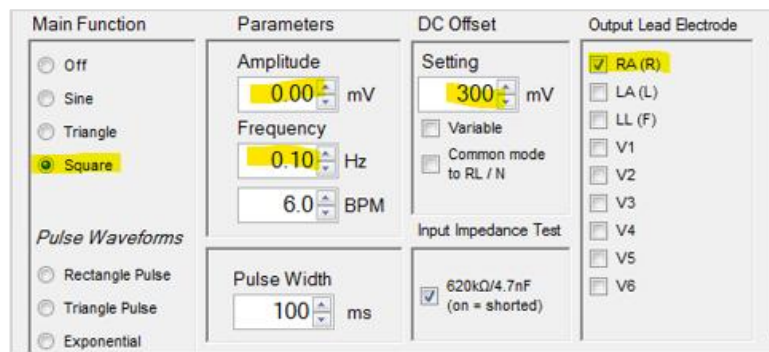 Main Function
Off
Sine
Triangle
Square
Pulse Waveforms
Rectangle Pulse
Triangle Pulse
Exponential
Parameters
Amplitude
0.00 mV
Frequency
0.10 Hz
6.0 BPM
Pulse Width
100 ms
DC Offset
Setting
300 mV
Variable
Common mode
to RL / N
Input Impedance Test
620kΩ/4.7nF
(on = shorted)
Output Lead Electrode
RA (R)
LA (L)
LL (F)
V1
V2
V3
V4
V5
V6